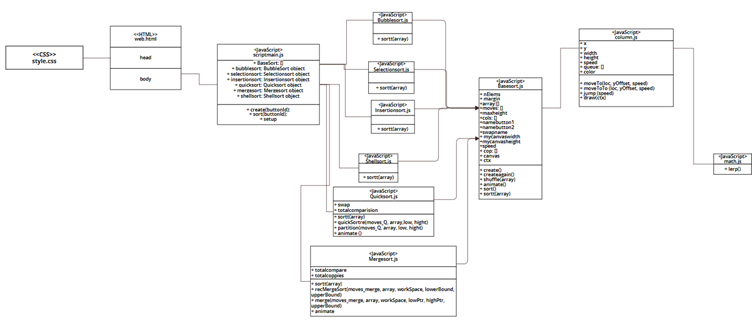 <<CSS>>
style.css
<<HTML>>
web.html
head
body
<JavaScript>
scriptmain.js
+ BaseSort: []
+ bubblesort: BubbleSort object
+ selectionsort: Selectionsort object
+ insertionsort: Insertionsort object
+ quicksort: Quicksort object
+ mergesort: Mergesort object
+ shellsort: Shellsort object
+ create(buttonId):
+ sort(buttonId):
+ setup
<JavaScript>
Bubblesort.js
+ sortt(array)
<JavaScript>
Selectionsort.js
+ sortt(array)
<JavaScript>
Insertionsort.js
+ sortt(array)
<JavaScript>
Shellsort.js
+ sortt(array)
<JavaScript>
Quicksort.js
+ swap
+ totalcomparision
+ sortt(array)
+ quickSortre(moves_Q, array,low, hight)
+ partition(moves_Q, array, low, hight)
+ animate ()
<JavaScript>
Mergesort.js
+ totalcompare
+ totalcoppies
+ sortt(array)
+ recMergeSort(moves_merge, array, workSpace, lowerBound,
upperBound)
+ merge(moves_merge, array, workSpace, lowPtr, highPtr,
upperBound)
+ animate
<JavaScript>
Basesort.js
+ nElems
+ margin
+ array:[]
+moves: []
+maxheight
+cols: []
+namebutton1
+namebutton2
+swapname
+ mycanvaswidth
+mycanvasheight
+speed
+ cop: []
+ canvas
+ ctx
+ create()
+ createagain()
+ shuffle(array)
+ animate()
+ sort()
+ sortt(array)
<JavaScript>
column.js
+ x
+ y
+ width
+ height
+ speed
+ queue: []
+ color
+ moveTo(loc, yOffset, speed)
+ moveTo (loc, yOffset, speed)
+ jump (speed)
+ draw(ctx)
<JavaScript>
math.js
+ lerp()